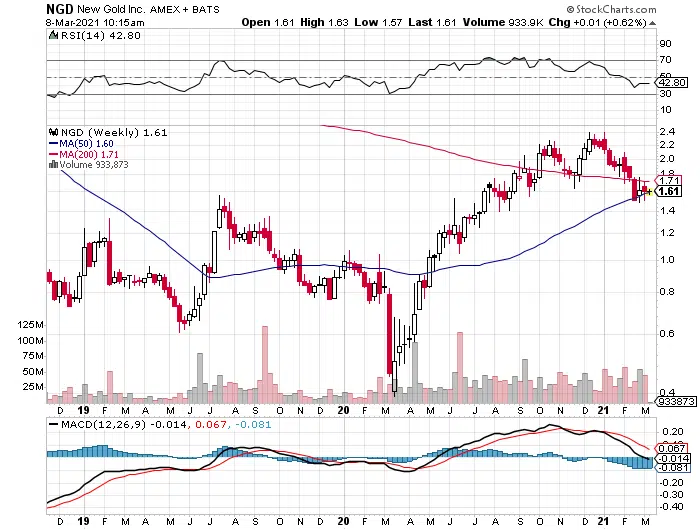 NGD New Gold Inc. AMEX + BATS © StockCharts.com
8-Mar-2021 10:15am Open 1.61 High 1.63 Low 1.57 Last 1.61 Volume 933.9K Chg +0.01 (+0.62%)
RSI(14) 42.80
90
70
50
42.80
30
10
NGD (Weekly) 1.61
MA(50) 1.60
MA(200) 1.71
Volume 933,873
2.4
2.2
2.0
1.8
1.71
1.61
1.4
1.2
1.0
0.8
0.6
0.4
125M
100M
75M
50M
25M
933873
D 19 F M A M J J A S O N D 20 F M A M J J A S O N D 21 F M
MACD(12,26,9) -0.014, 0.067, -0.081
0.20
0.067
-0.014
-0.081
-0.20
-0.30
-0.40
D 19 F M A M J J A S O N D 20 F M A M J J A S O N D 21 F M